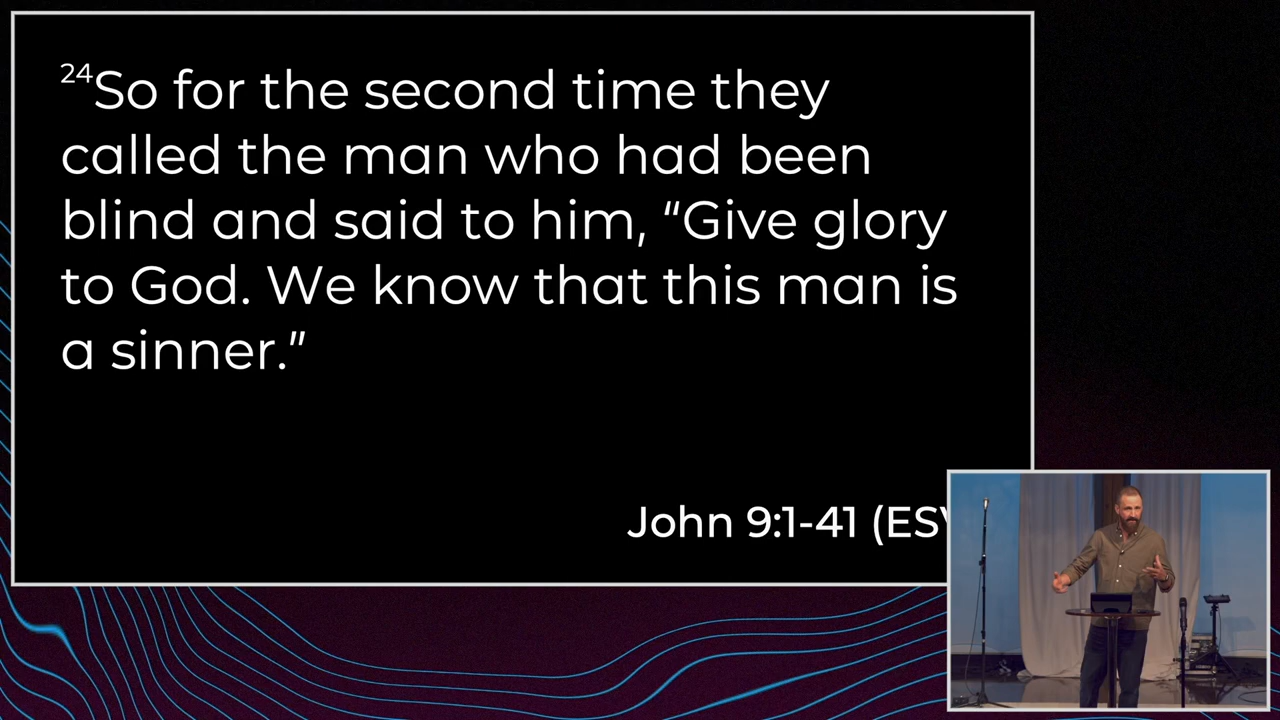 ²⁴So for the second time they
called the man who had been
blind and said to him, “Give glory
to God. We know that this man is
a sinner.”
John 9:1-41 (ESV